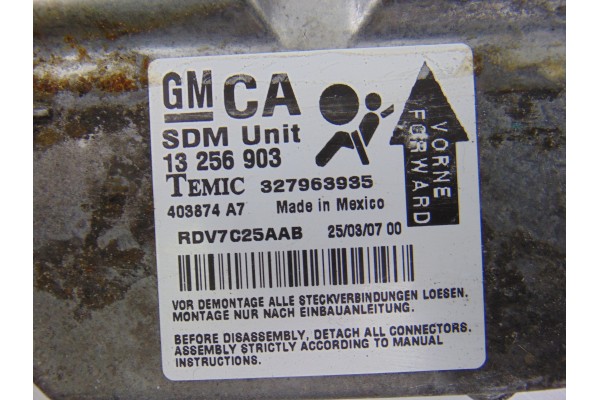 GM CA
SDM Unit
13 256 903
TEMIC 327963935
403874 A7 Made in Mexico
RDV7C25AAB 25/03/07 00
VORNE
FORWARD
VOR DEMONTAGE ALLE STECKVERBINDUNGEN LOESEN.
MONTAGE NUR NACH EINBAUANLEITUNG.
BEFORE DISASSEMBLY, DETACH ALL CONNECTORS.
ASSEMBLY STRICTLY ACCORDING TO MANUAL
INSTRUCTIONS.